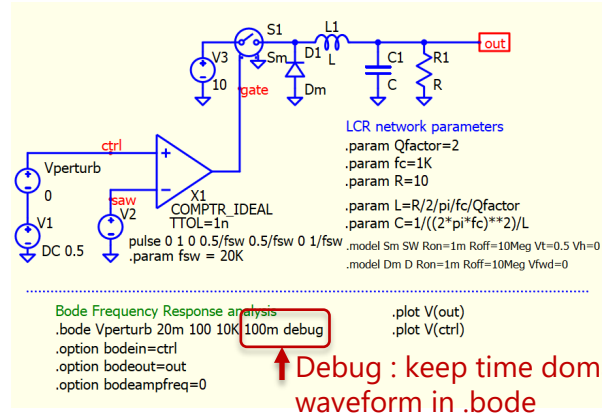 S1
L1
out
V3
Sm
D1
L
C1
R1
10
Dm
C
R
gate
LCR network parameters
.param Qfactor=2
.param fc=1K
.param R=10
.param L=R/2/pi/fc/Qfactor
.param C=1/((2*pi*fc)**2)/L
.model Sm SW Ron=1m Roff=10Meg Vt=0.5 Vh=0
.model Dm D Ron=1m Roff=10Meg Vfwd=0
ctrl
Vperturb
0
saw
V1
V2
DC 0.5
X1
COMPTR_IDEAL
TTOL=1n
pulse 0 1 0 0.5/fsw 0.5/fsw 0 1/fsw
.param fsw = 20K
Bode Frequency Response analysis
.bode Vperturb 20m 100 10K 100m debug
.option bodein=ctrl
.option bodeout=out
.option bodeampfreq=0
.plot V(out)
.plot V(ctrl)
Debug : keep time dom
waveform in .bode